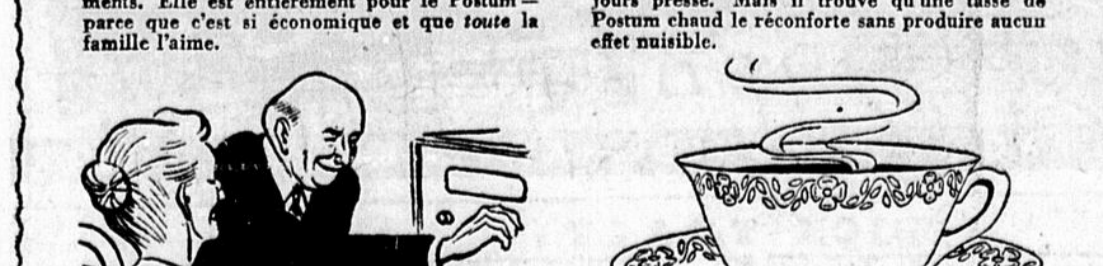 ments. Elle est entièrement pour le Postum —
parce que c'est si économique et que toute la
famille l'aime.
jours pressé. Mais il trouve qu'une tasse de
Postum chaud le réconforte sans produire aucun
effet nuisible.